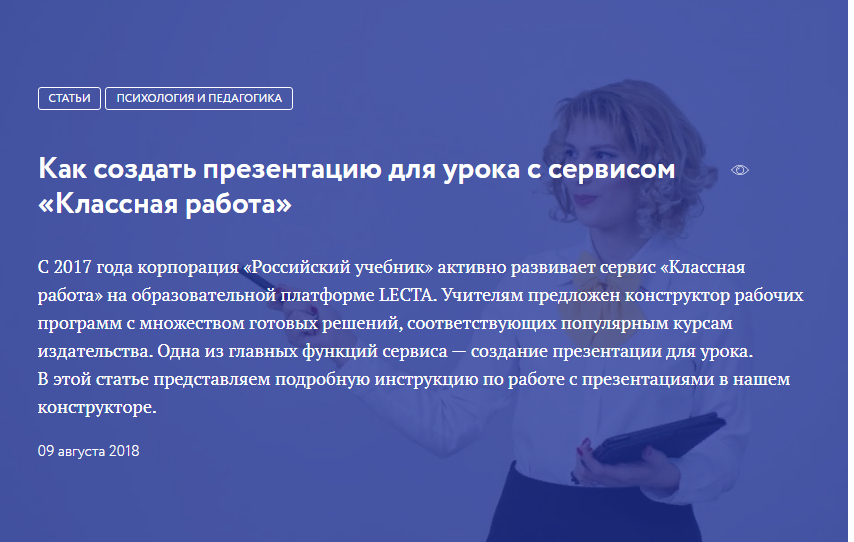 СТАТЬИ
ПСИХОЛОГИЯ И ПЕДАГОГИКА
Как создать презентацию для урока с сервисом
«Классная работа»
С 2017 года корпорация «Российский учебник» активно развивает сервис «Классная
работа» на образовательной платформе LECTA. Учителям предложен конструктор рабочих
программ с множеством готовых решений, соответствующих популярным курсам
издательства. Одна из главных функций сервиса — создание презентации для урока.
В этой статье представляем подробную инструкцию по работе с презентациями в нашем
конструкторе.
09 августа 2018